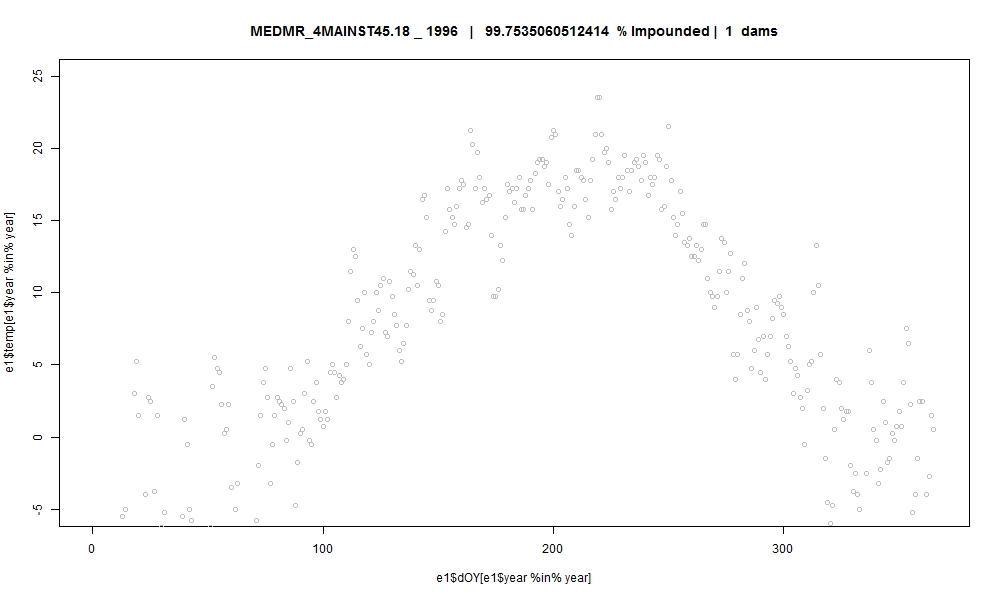 MEDMR_4MAINST45.18 _ 1996 | 99.7535060512414 % Impounded | 1 dams
25
20
15
10
5
0
-5
e1$temp[e1$year %in% year]
0 100 200 300
e1$dOY[e1$year %in% year]